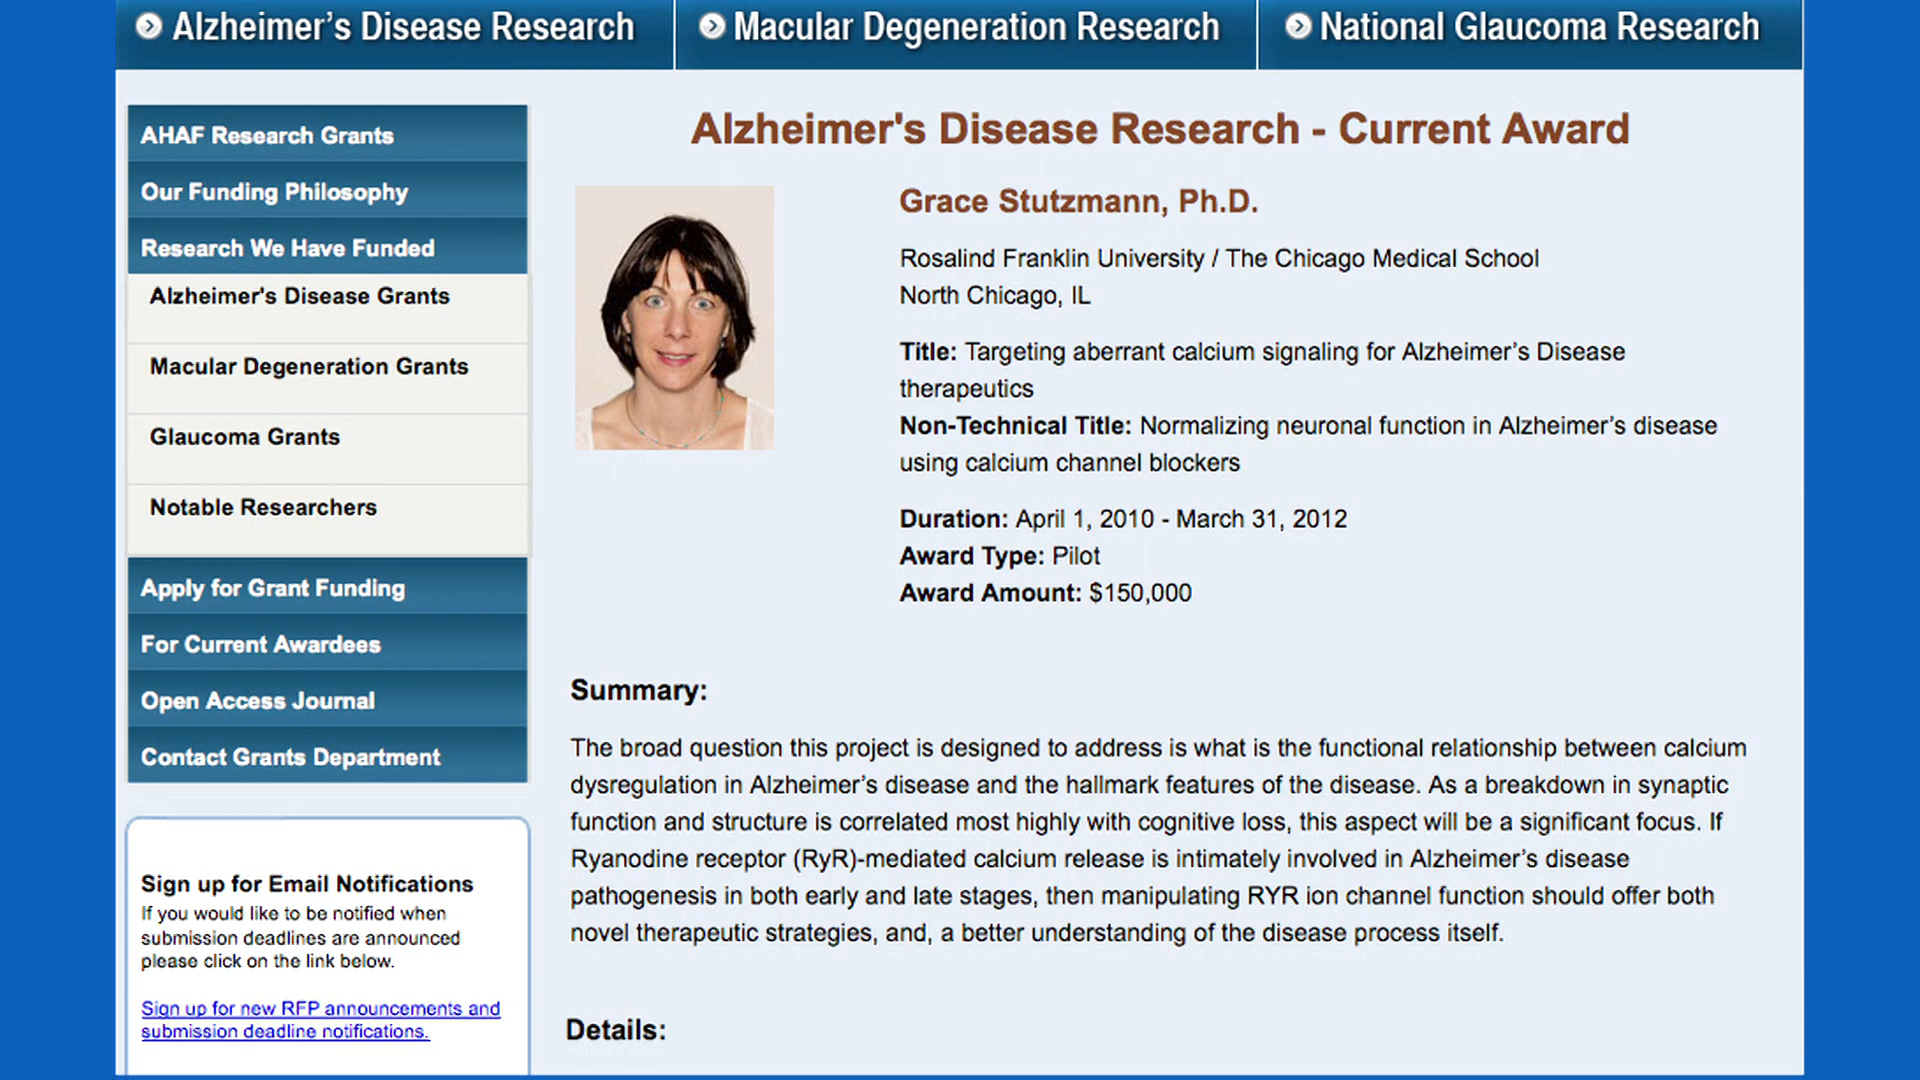 Alzheimer’s Disease Research
Macular Degeneration Research
National Glaucoma Research
AHAF Research Grants
Our Funding Philosophy
Research We Have Funded
Alzheimer's Disease Grants
Macular Degeneration Grants
Glaucoma Grants
Notable Researchers
Apply for Grant Funding
For Current Awardees
Open Access Journal
Contact Grants Department
Sign up for Email Notifications
If you would like to be notified when
submission deadlines are announced
please click on the link below.
Sign up for new RFP announcements and
submission deadline notifications.
Alzheimer's Disease Research - Current Award
Grace Stutzmann, Ph.D.
Rosalind Franklin University / The Chicago Medical School
North Chicago, IL
Title: Targeting aberrant calcium signaling for Alzheimer’s Disease
therapeutics
Non-Technical Title: Normalizing neuronal function in Alzheimer’s disease
using calcium channel blockers
Duration: April 1, 2010 - March 31, 2012
Award Type: Pilot
Award Amount: $150,000
Summary:
The broad question this project is designed to address is what is the functional relationship between calcium
dysregulation in Alzheimer’s disease and the hallmark features of the disease. As a breakdown in synaptic
function and structure is correlated most highly with cognitive loss, this aspect will be a significant focus. If
Ryanodine receptor (RyR)-mediated calcium release is intimately involved in Alzheimer’s disease
pathogenesis in both early and late stages, then manipulating RYR ion channel function should offer both
novel therapeutic strategies, and, a better understanding of the disease process itself.
Details: